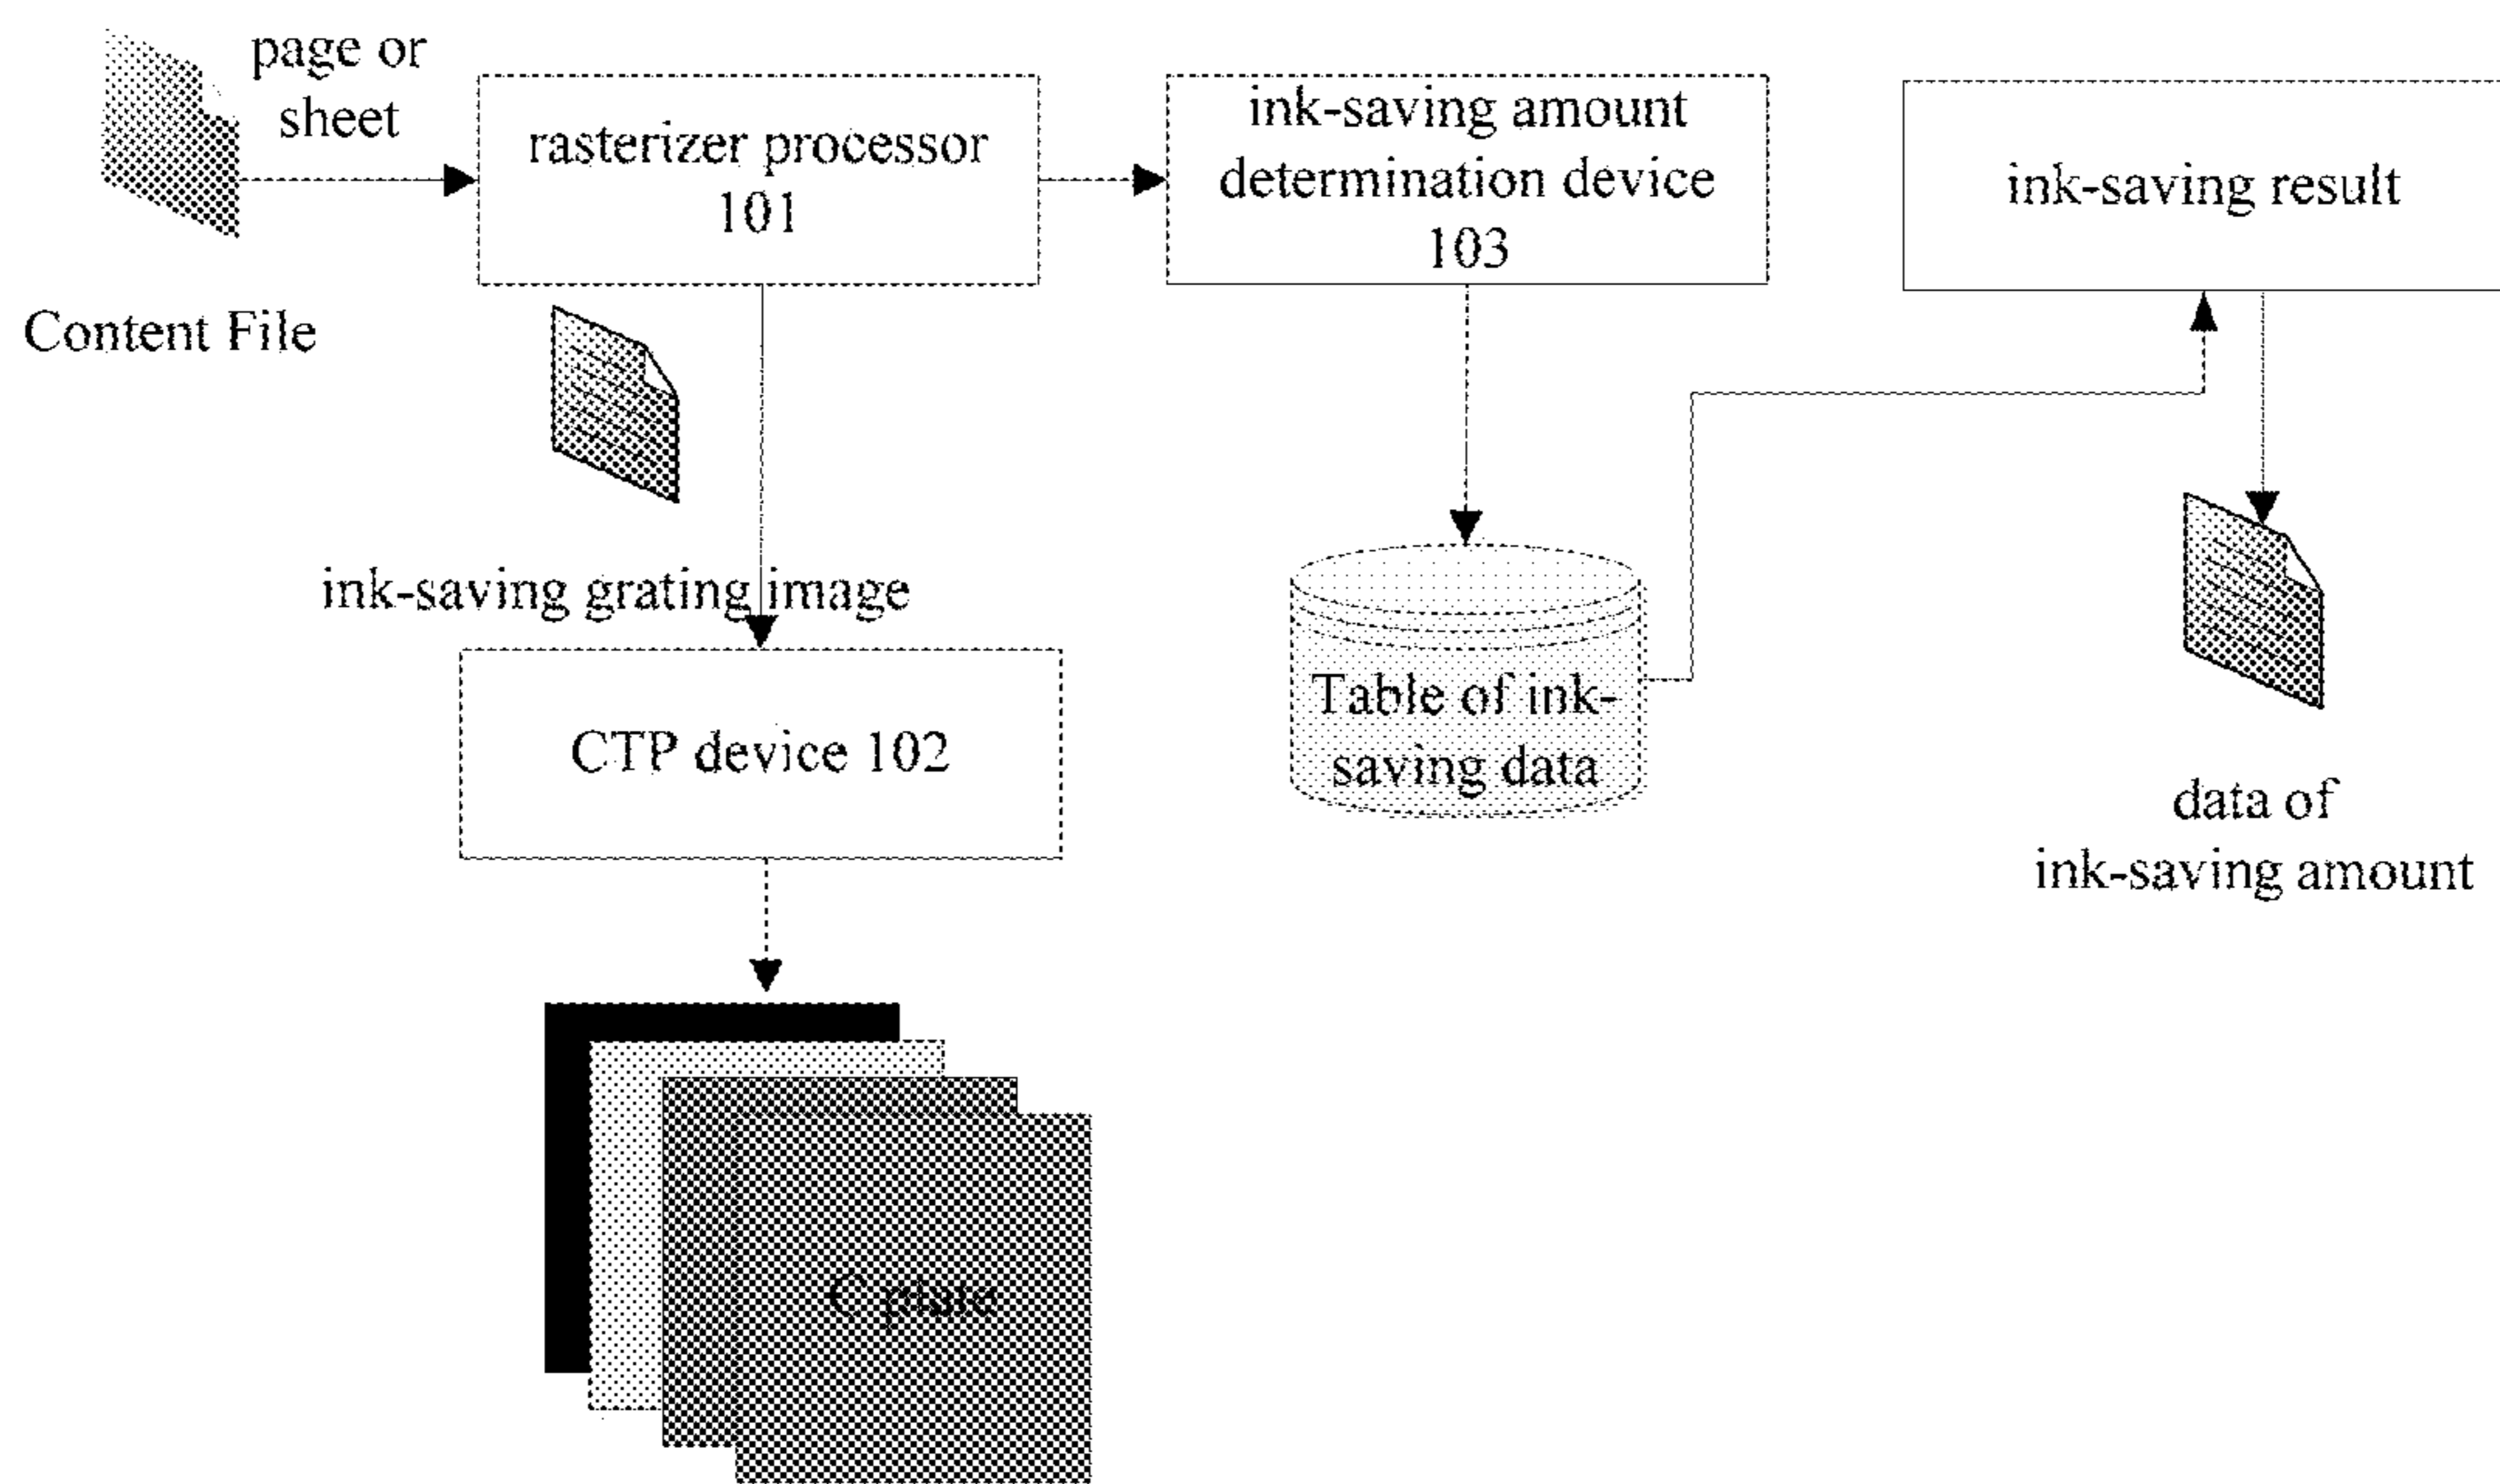 page or
sheet
Content File
rasterizer processor
101
ink-saving amount
determination device
103
ink-saving result
ink-saving grating image
CTP device 102
Table of ink-
saving data
data of
ink-saving amount
C plate